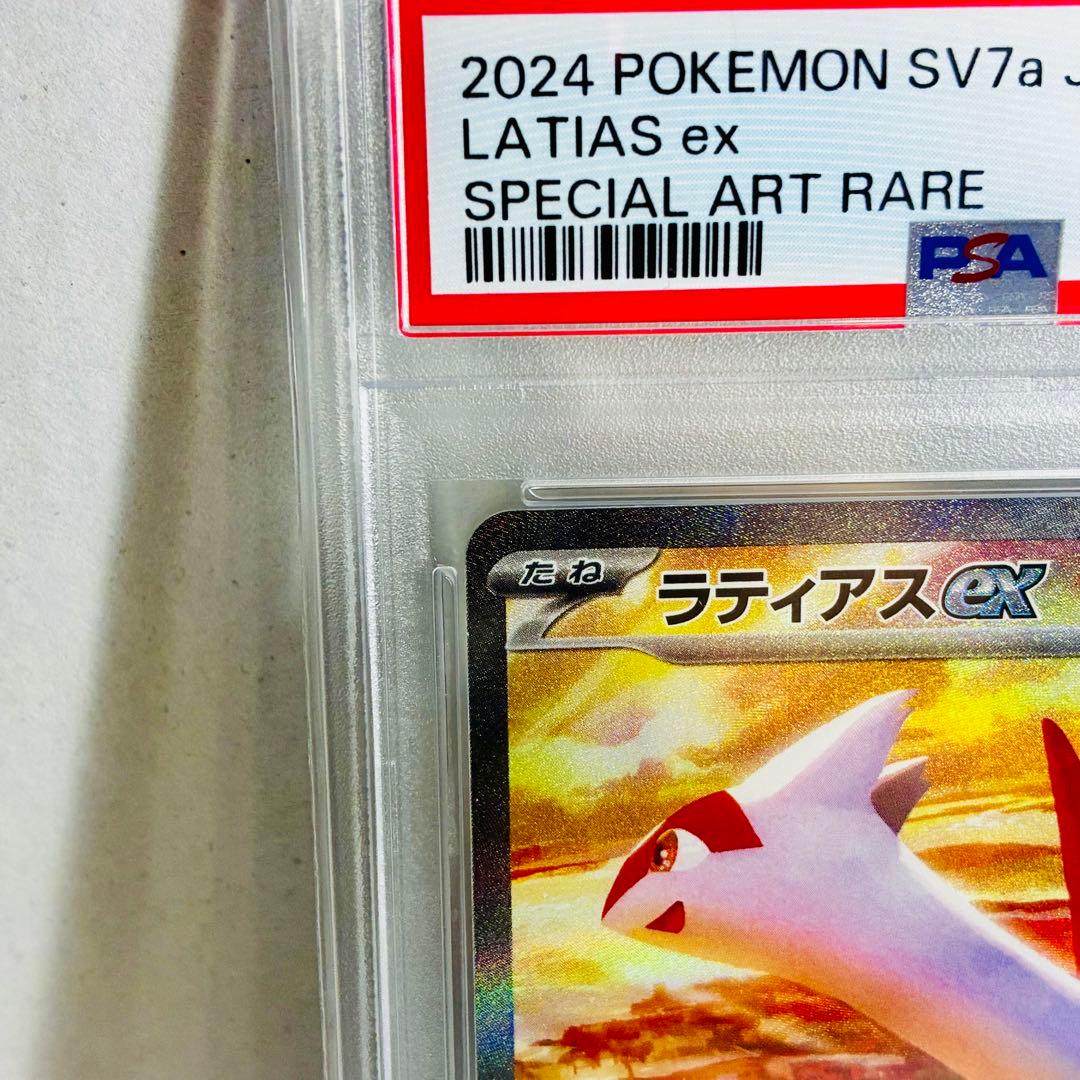 2024 POKEMON SV7a J
LATIAS ex
SPECIAL ART RARE
PSA
たね
ラティアスex